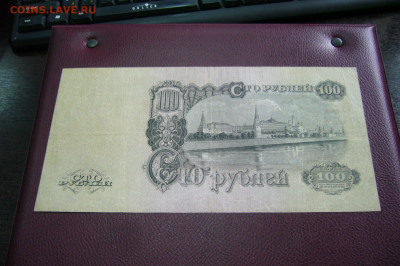 COINS.LAVE.RU
100 СТО РУБЛЕЙ 100
Сто рублей
СТО
РУБЛЕЙ
100